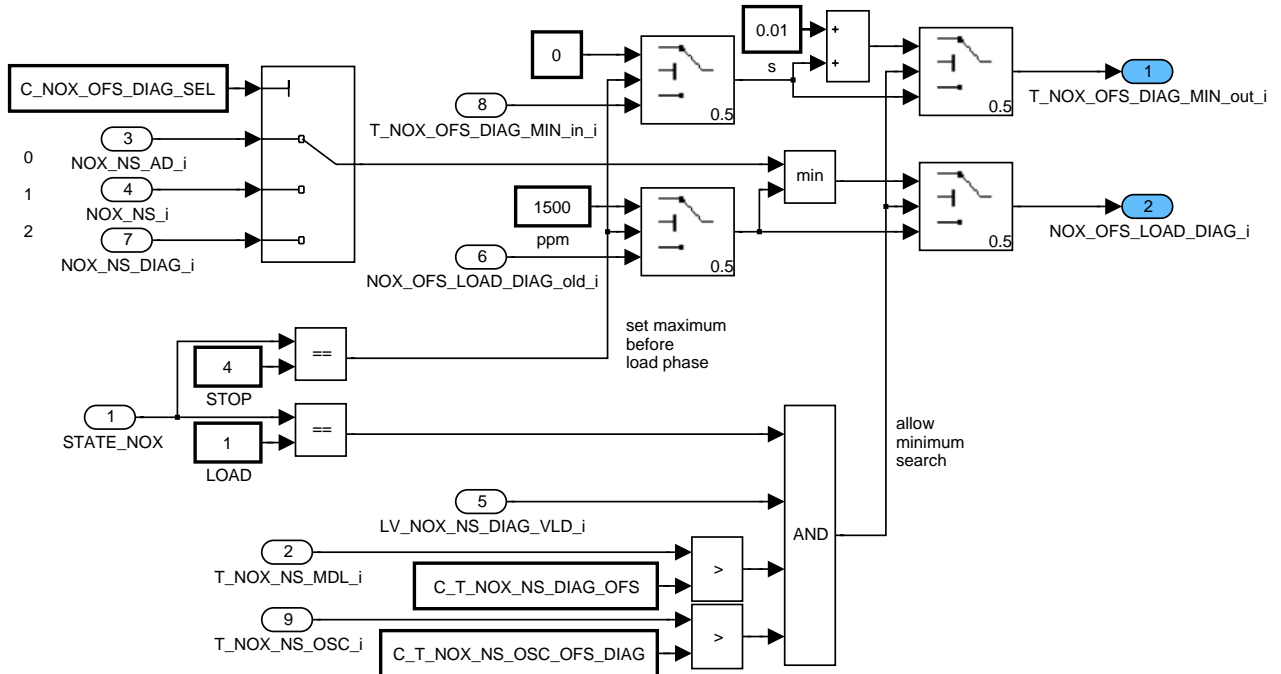 0.01
+
+
s
0.5
1
T_NOX_OFS_DIAG_MIN_out_i
0
0.5
8
T_NOX_OFS_DIAG_MIN_in_i
C_NOX_OFS_DIAG_SEL
3
NOX_NS_AD_i
0
4
NOX_NS_i
1
7
NOX_NS_DIAG_i
2
min
1500
ppm
0.5
6
NOX_OFS_LOAD_DIAG_old_i
0.5
2
NOX_OFS_LOAD_DIAG_i
set maximum
before
load phase
==
4
STOP
1
STATE_NOX
==
1
LOAD
allow
minimum
search
5
LV_NOX_NS_DIAG_VLD_i
AND
2
T_NOX_NS_MDL_i
>
C_T_NOX_NS_DIAG_OFS
9
T_NOX_NS_OSC_i
>
C_T_NOX_NS_OSC_OFS_DIAG